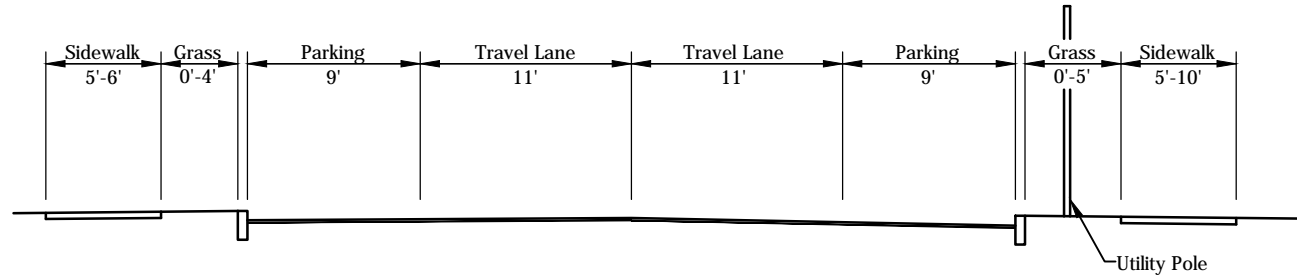 Sidewalk
5'-6'
Grass
0'-4'
Parking
9'
Travel Lane
11'
Travel Lane
11'
Parking
9'
Grass
0'-5'
Sidewalk
5'-10'
Utility Pole